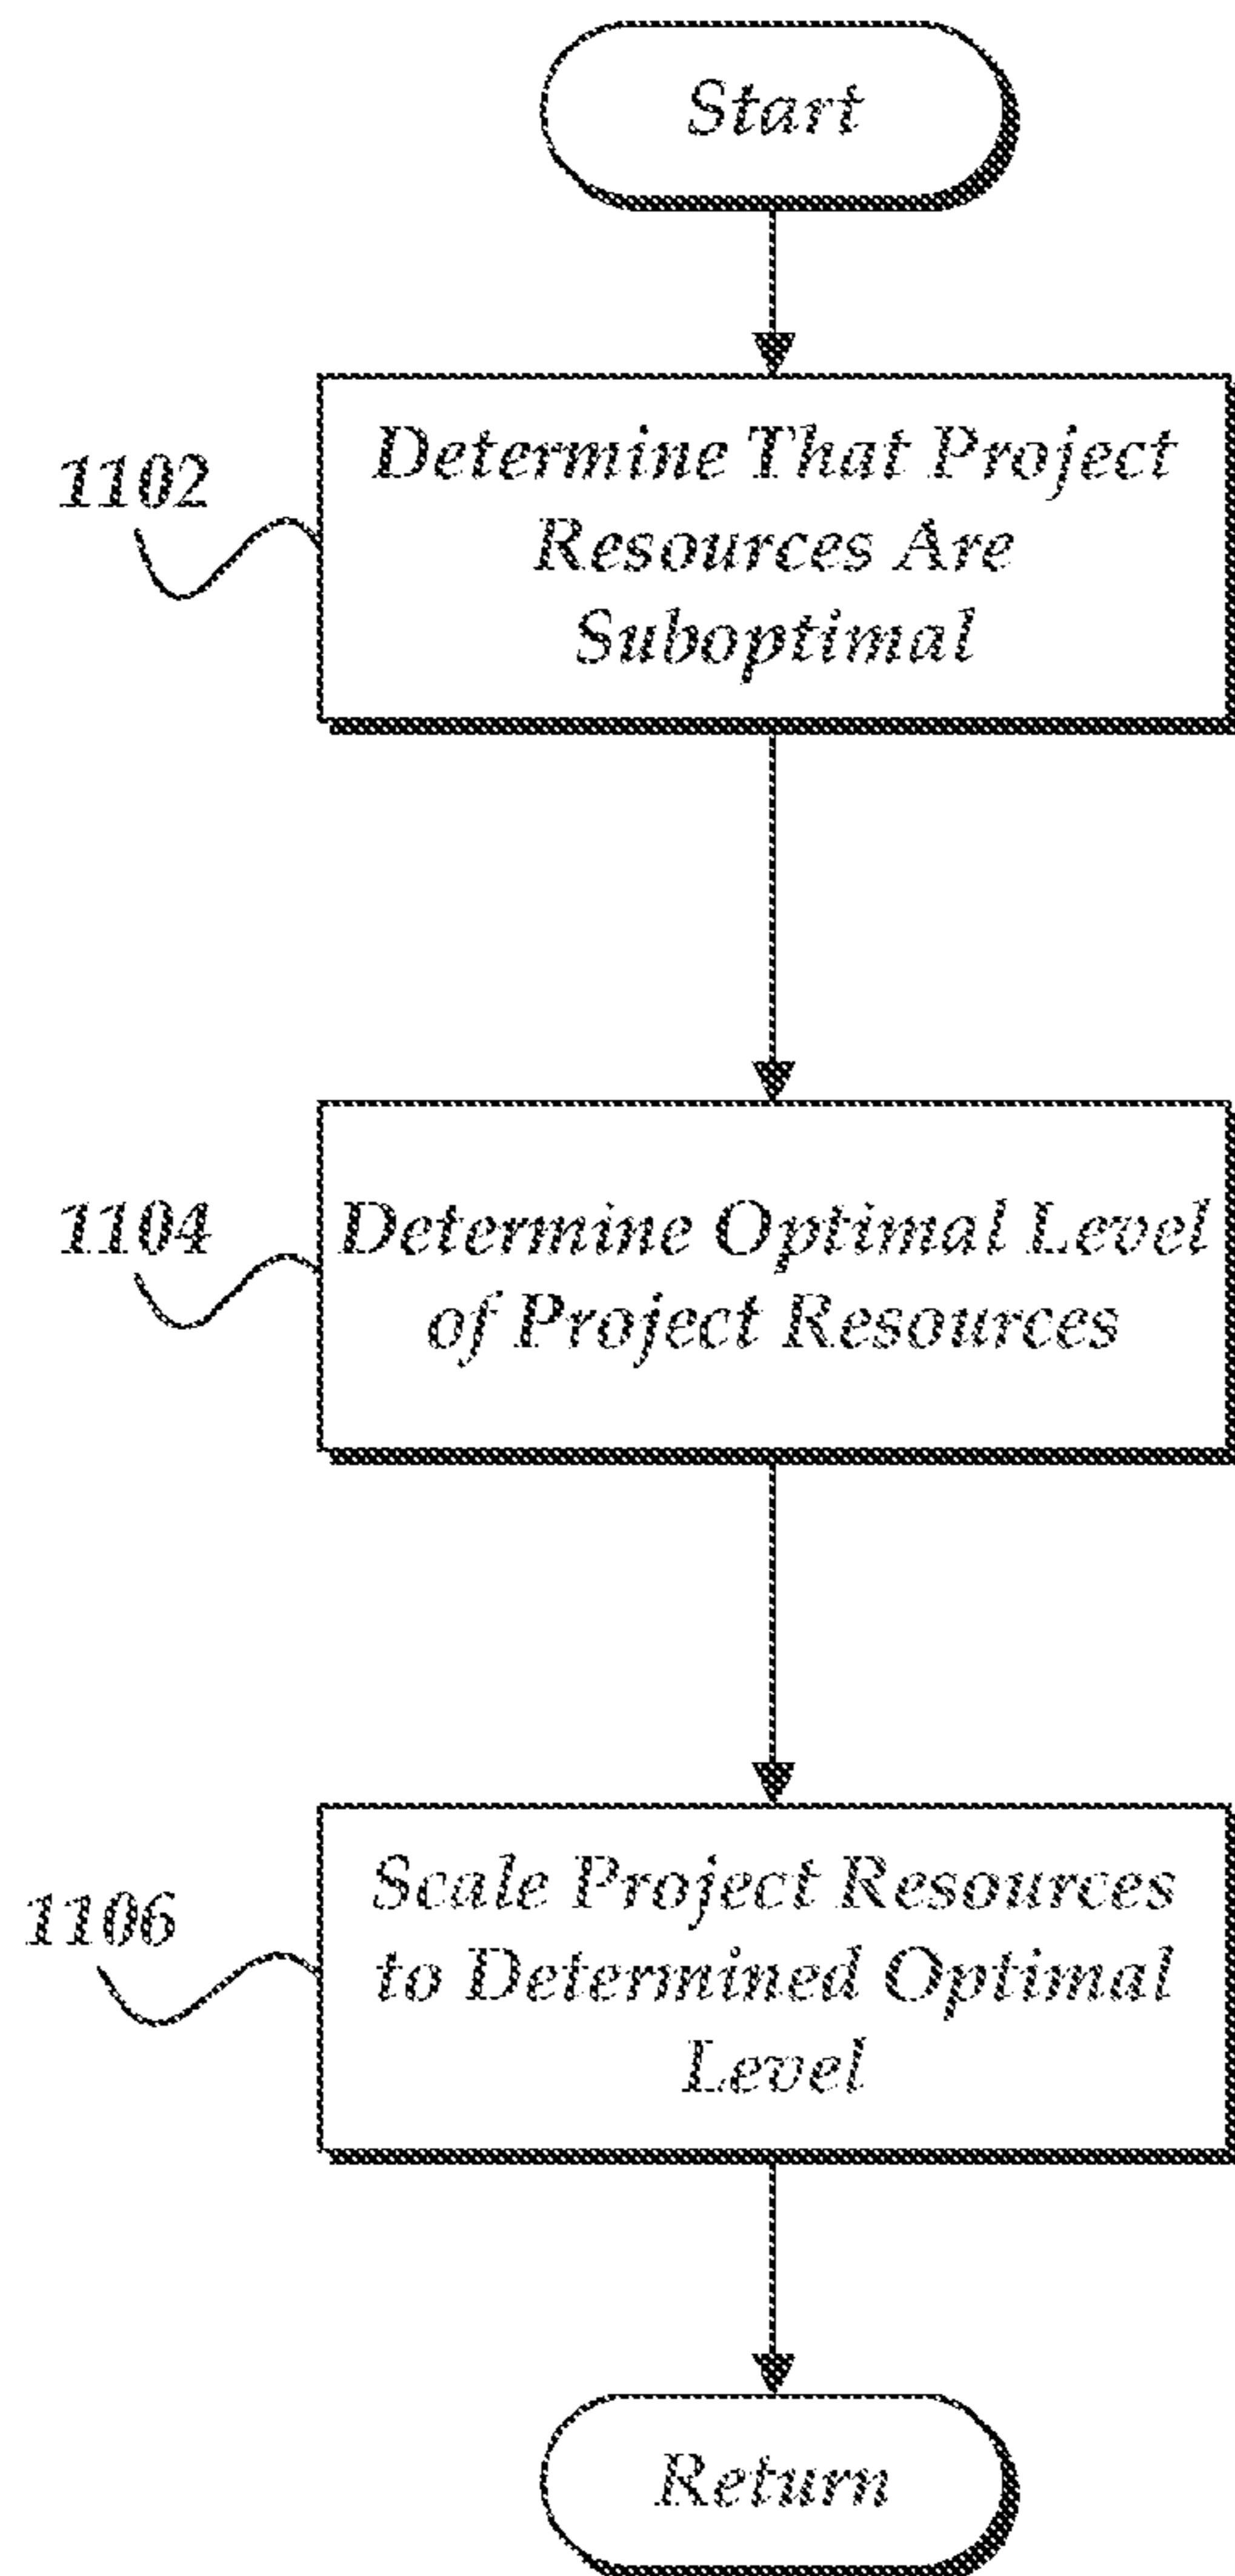 Start
1102
Determine That Project
Resources Are
Suboptimal
1104
Determine Optimal Level
of Project Resources
1106
Scale Project Resources
to Determined Optimal
Level
Return